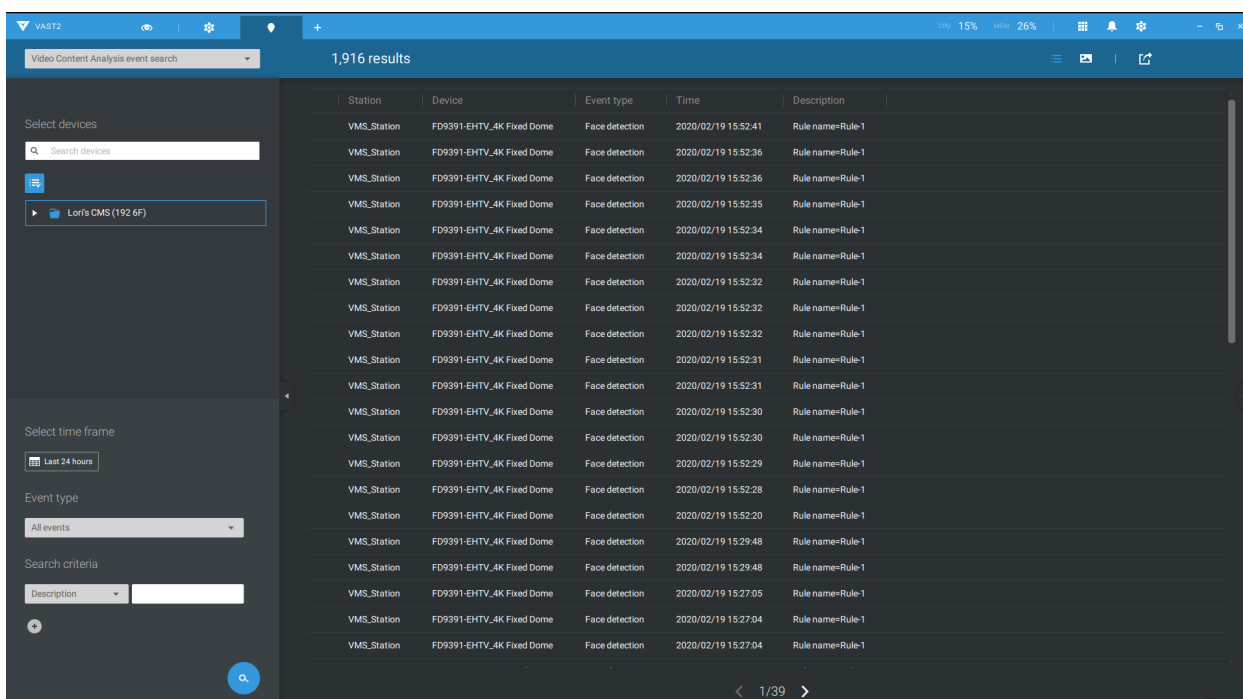 VAST2 CPU 15% MEM 26%
Video Content Analysis event search 1,916 results
Select devices
Search devices
Lori's CMS (192 6F)
Select time frame
Last 24 hours
Event type
All events
Search criteria
Description
Station Device Event type Time Description
VMS_Station FD9391-EHTV_4K Fixed Dome Face detection 2020/02/19 15:52:41 Rule name=Rule-1
VMS_Station FD9391-EHTV_4K Fixed Dome Face detection 2020/02/19 15:52:36 Rule name=Rule-1
VMS_Station FD9391-EHTV_4K Fixed Dome Face detection 2020/02/19 15:52:36 Rule name=Rule-1
VMS_Station FD9391-EHTV_4K Fixed Dome Face detection 2020/02/19 15:52:35 Rule name=Rule-1
VMS_Station FD9391-EHTV_4K Fixed Dome Face detection 2020/02/19 15:52:34 Rule name=Rule-1
VMS_Station FD9391-EHTV_4K Fixed Dome Face detection 2020/02/19 15:52:34 Rule name=Rule-1
VMS_Station FD9391-EHTV_4K Fixed Dome Face detection 2020/02/19 15:52:32 Rule name=Rule-1
VMS_Station FD9391-EHTV_4K Fixed Dome Face detection 2020/02/19 15:52:32 Rule name=Rule-1
VMS_Station FD9391-EHTV_4K Fixed Dome Face detection 2020/02/19 15:52:32 Rule name=Rule-1
VMS_Station FD9391-EHTV_4K Fixed Dome Face detection 2020/02/19 15:52:31 Rule name=Rule-1
VMS_Station FD9391-EHTV_4K Fixed Dome Face detection 2020/02/19 15:52:31 Rule name=Rule-1
VMS_Station FD9391-EHTV_4K Fixed Dome Face detection 2020/02/19 15:52:30 Rule name=Rule-1
VMS_Station FD9391-EHTV_4K Fixed Dome Face detection 2020/02/19 15:52:30 Rule name=Rule-1
VMS_Station FD9391-EHTV_4K Fixed Dome Face detection 2020/02/19 15:52:29 Rule name=Rule-1
VMS_Station FD9391-EHTV_4K Fixed Dome Face detection 2020/02/19 15:52:28 Rule name=Rule-1
VMS_Station FD9391-EHTV_4K Fixed Dome Face detection 2020/02/19 15:52:20 Rule name=Rule-1
VMS_Station FD9391-EHTV_4K Fixed Dome Face detection 2020/02/19 15:29:48 Rule name=Rule-1
VMS_Station FD9391-EHTV_4K Fixed Dome Face detection 2020/02/19 15:29:48 Rule name=Rule-1
VMS_Station FD9391-EHTV_4K Fixed Dome Face detection 2020/02/19 15:27:05 Rule name=Rule-1
VMS_Station FD9391-EHTV_4K Fixed Dome Face detection 2020/02/19 15:27:04 Rule name=Rule-1
VMS_Station FD9391-EHTV_4K Fixed Dome Face detection 2020/02/19 15:27:04 Rule name=Rule-1
1/39